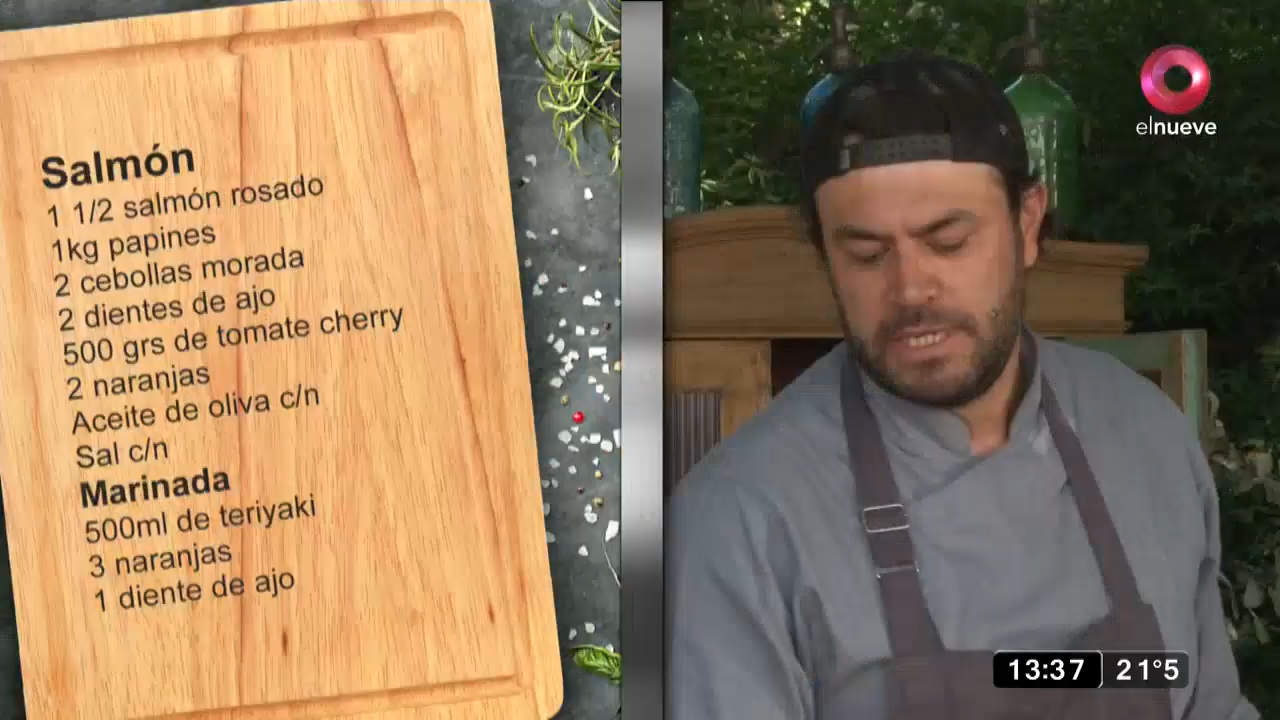 Salmón
1 1/2 salmón rosado
1kg papines
2 cebollas morada
2 dientes de ajo
500 grs de tomate cherry
2 naranjas
Aceite de oliva c/n
Sal c/n
Marinada
500ml de teriyaki
3 naranjas
1 diente de ajo
elnueve
13:37 21°5